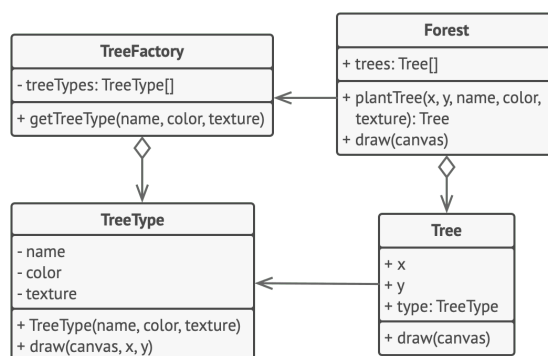 TreeFactory
- treeTypes: TreeType[]
+ getTreeType(name, color, texture)
Forest
+ trees: Tree[]
+ plantTree(x, y, name, color,
texture): Tree
+ draw(canvas)
TreeType
- name
- color
- texture
+ TreeType(name, color, texture)
+ draw(canvas, x, y)
Tree
+ x
+ y
+ type: TreeType
+ draw(canvas)